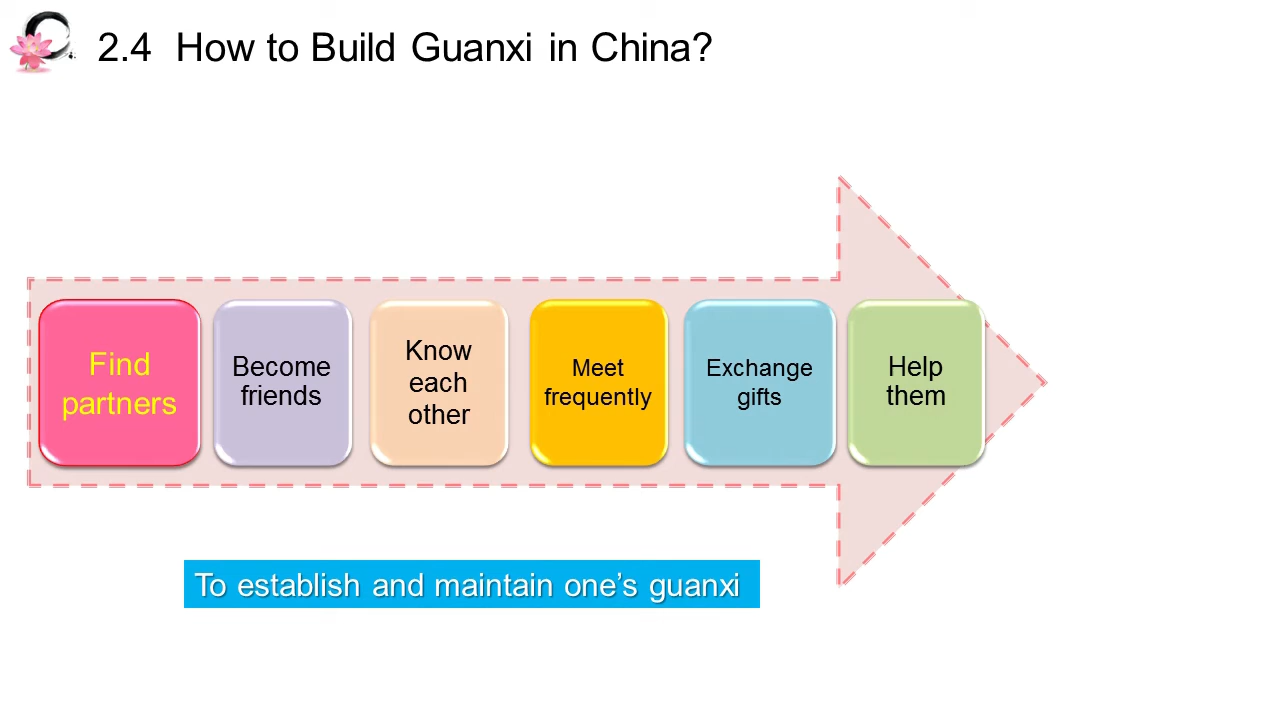 2.4 How to Build Guanxi in China?
Find
partners
Become
friends
Know
each
other
Meet
frequently
Exchange
gifts
Help
them
To establish and maintain one’s guanxi